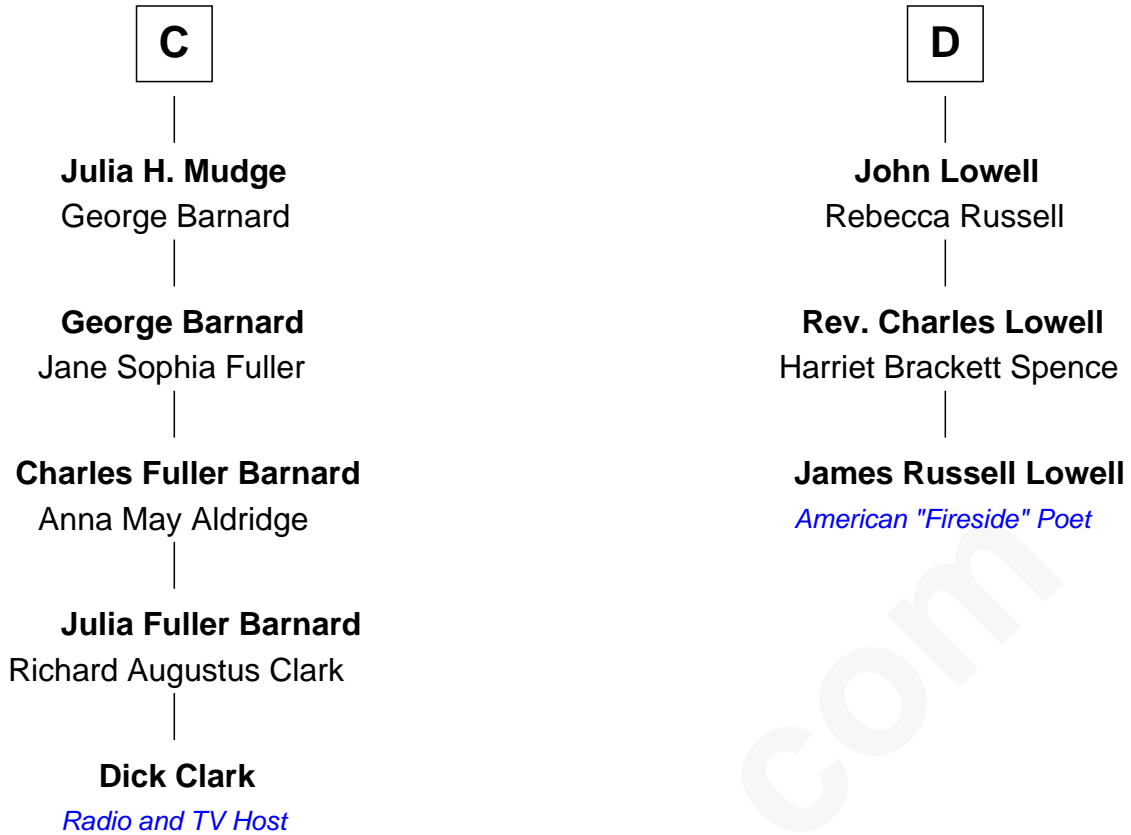 C
Julia H. Mudge
George Barnard
George Barnard
Jane Sophia Fuller
Charles Fuller Barnard
Anna May Aldridge
Julia Fuller Barnard
Richard Augustus Clark
Dick Clark
Radio and TV Host
D
John Lowell
Rebecca Russell
Rev. Charles Lowell
Harriet Brackett Spence
James Russell Lowell
American "Fireside" Poet
com